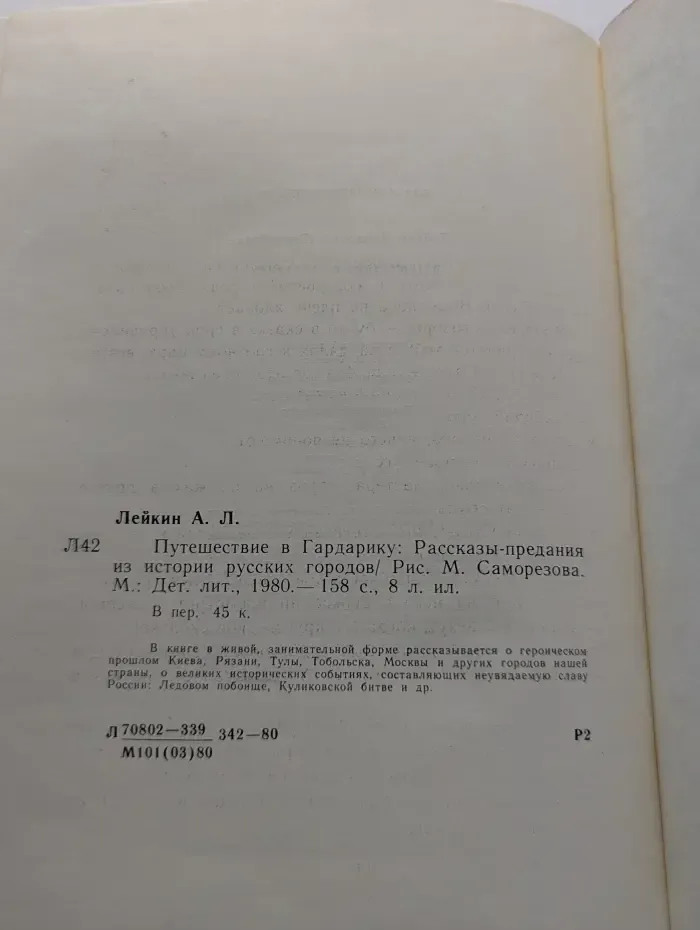 Лейкин А. Л.
Л42 Путешествие в Гардарику: Рассказы-предания
из истории русских городов/ Рис. М. Саморезова.
М.: Дет. лит., 1980.— 158 с., 8 л. ил.
В пер. 45 к.
В книге в живой, занимательной форме рассказывается о героическом
прошлом Киева, Рязани, Тулы, Тобольска, Москвы и других городов нашей
страны, о великих исторических событиях, составляющих неувядаемую славу
России: Ледовом побоище, Куликовской битве и др.
Л 70802—339 342—80 Р2
М101(03)80